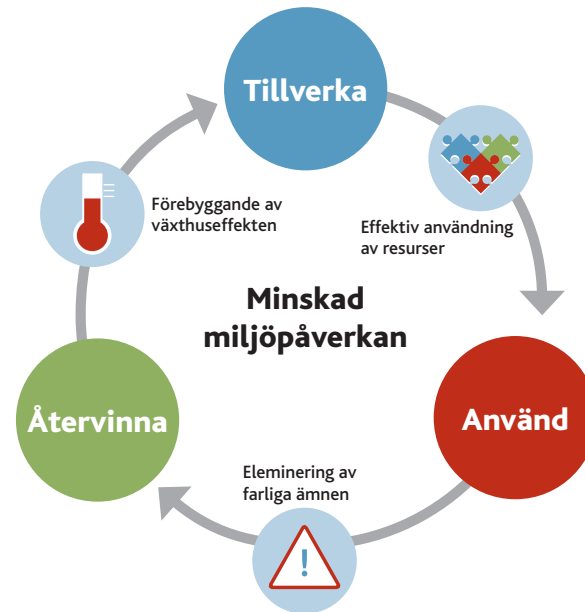 Tillverka
Förebyggande av
växthuseffekten
Effektiv användning
av resurser
Minskad
miljöpåverkan
Återvinna
Använd
Eleminering av
farliga ämnen
!